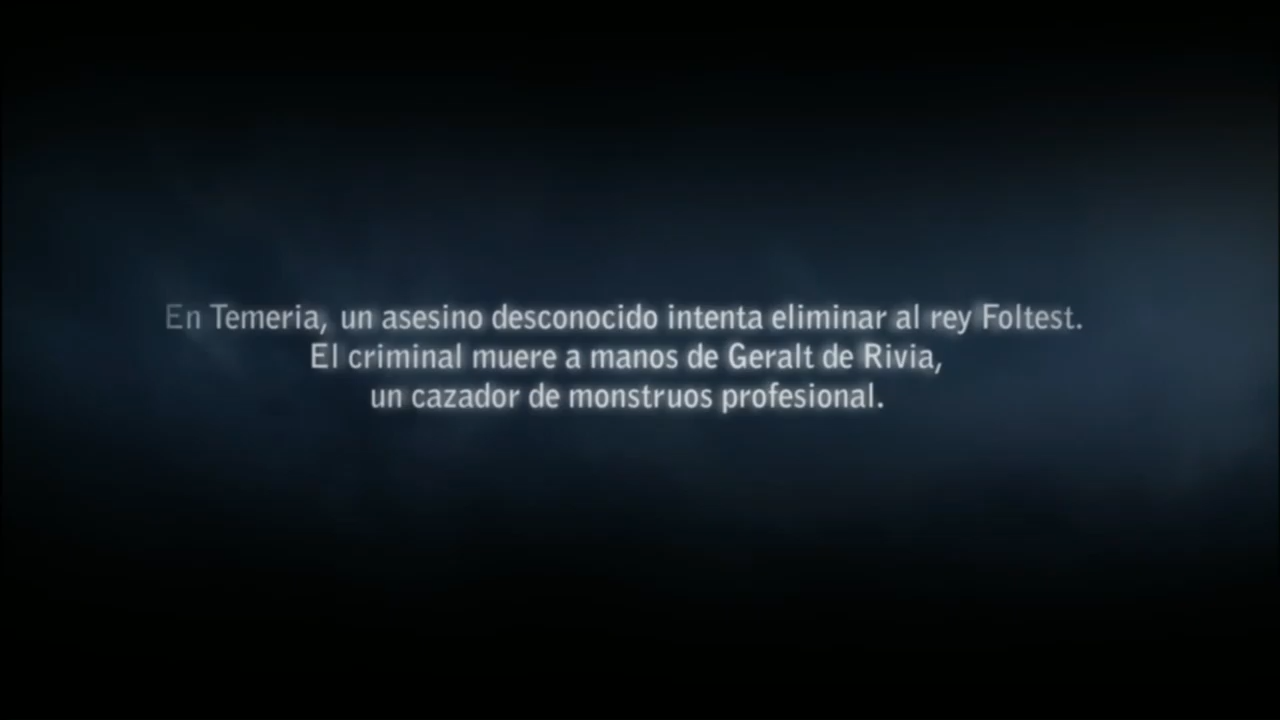 En Temeria, un asesino desconocido intenta eliminar al rey Foltest.
El criminal muere a manos de Geralt de Rivia,
un cazador de monstruos profesional.